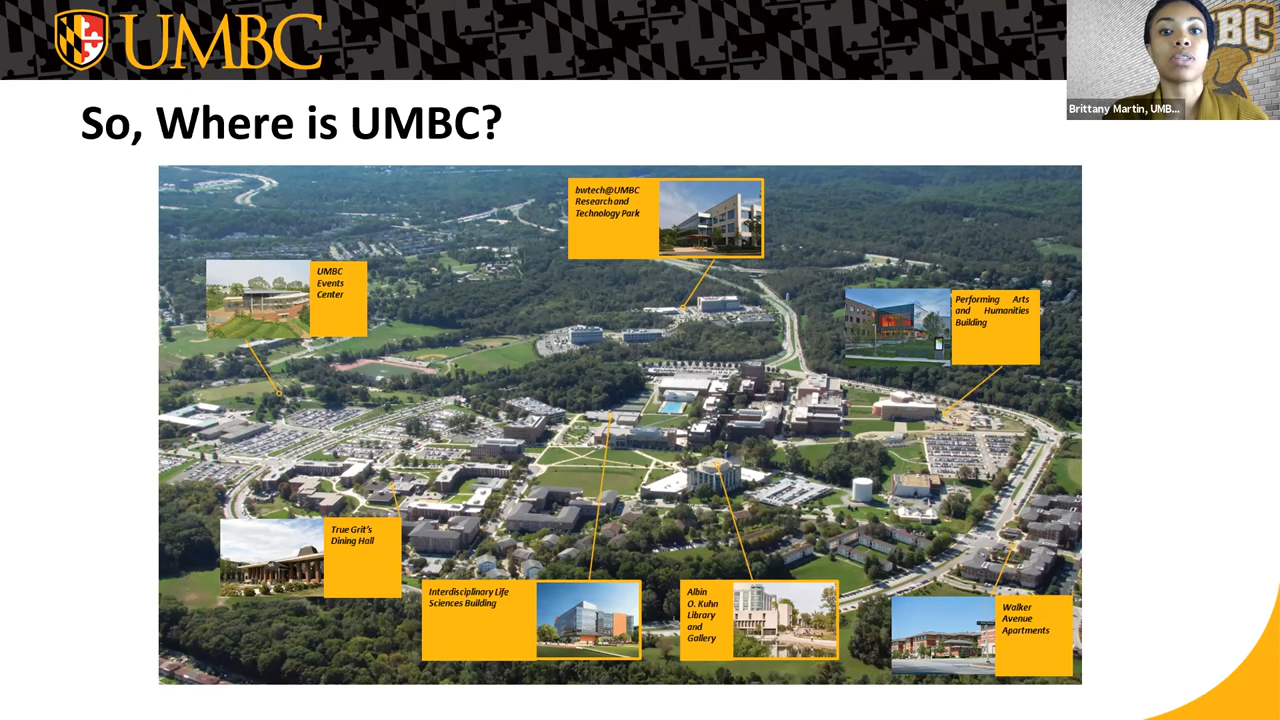 UMBC
BC
Brittany Martin, UMB...
So, Where is UMBC?
bwtech@UMBC
Research and
Technology Park
UMBC
Events
Center
Performing Arts
and Humanities
Building
True Grit's
Dining Hall
Interdisciplinary Life
Sciences Building
Albin
O. Kuhn
Library
and
Gallery
Walker
Avenue
Apartments